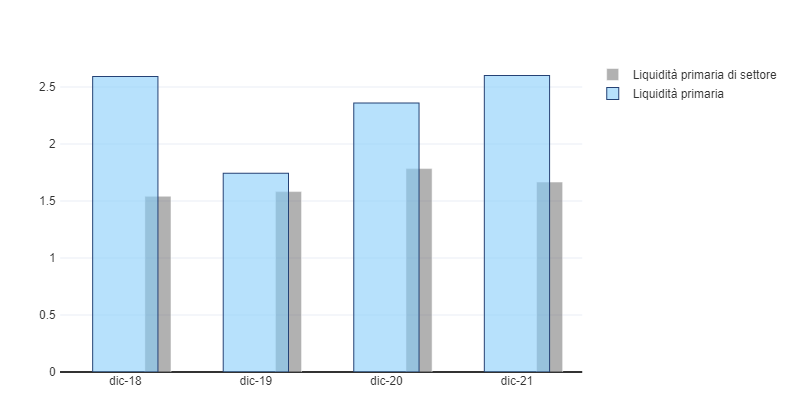 Liquidità primaria di settore
Liquidità primaria
2.5
2
1.5
1
0.5
0
dic-18
dic-19
dic-20
dic-21